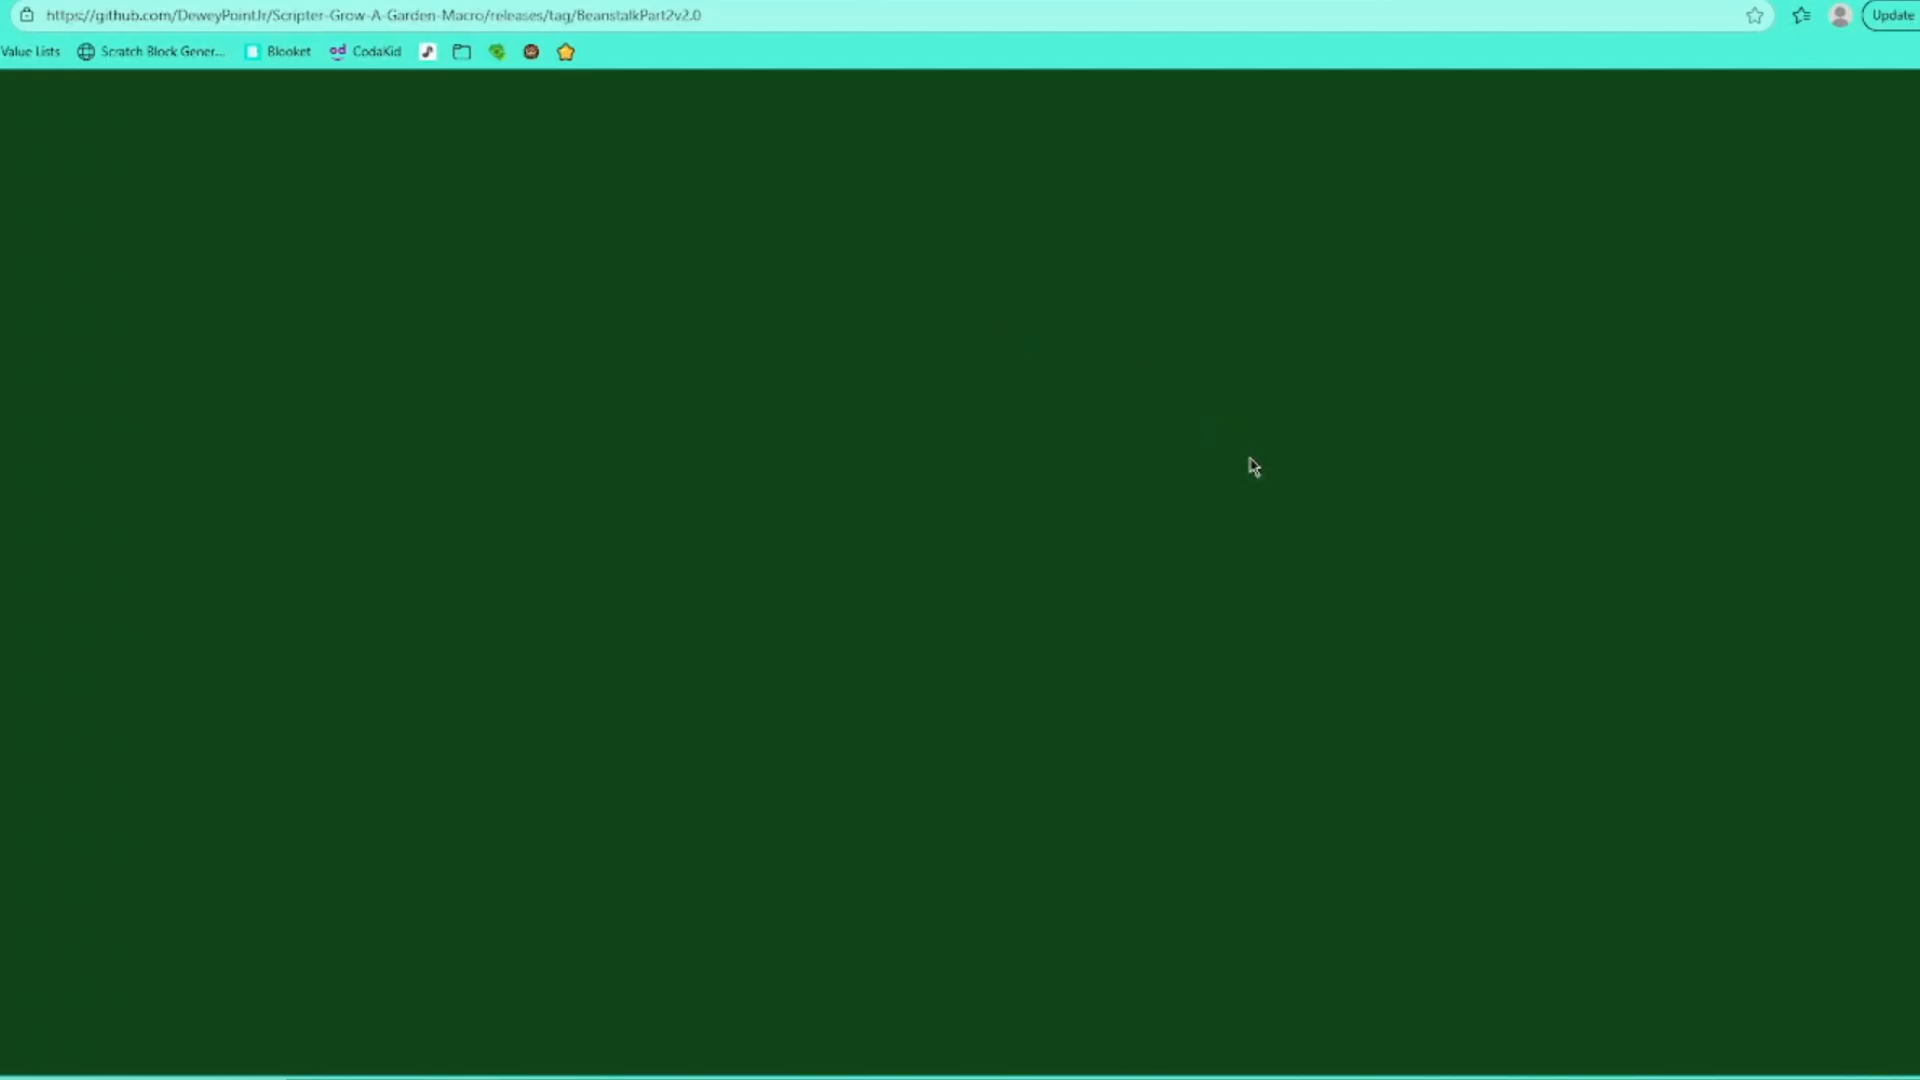 https://github.com/DeweyPointJr/Scripter-Grow-A-Garden-Macro/releases/tag/BeanstalkPart2v2.0
Update
Value Lists
Scratch Block Gener...
Blooket
cd CodaKid